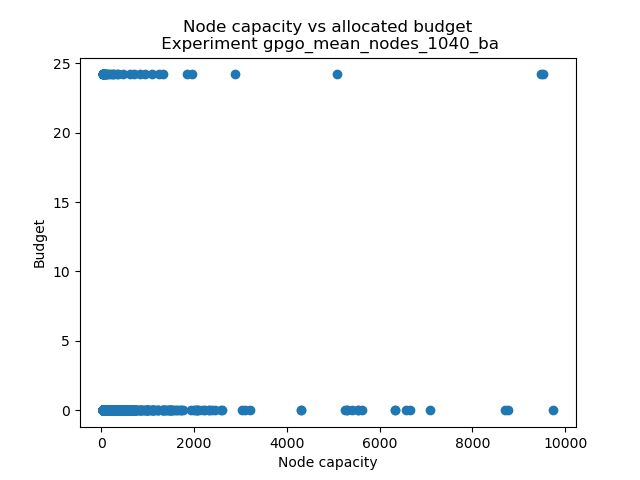 Node capacity vs allocated budget
Experiment gpgo_mean_nodes_1040_ba
25
20
15
10
5
0
Budget
0 2000 4000 6000 8000 10000
Node capacity